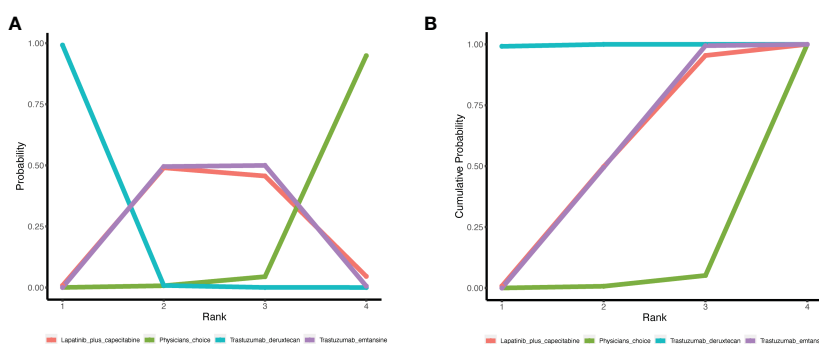 A
1.00
0.75
0.50
0.25
0.00
Probability
1
2
3
4
Rank
Lapatinib_plus_capecitabine Physicians_choice Trastuzumab_deruxtecan Trastuzumab_emtansine
B
1.00
0.75
0.50
0.25
0.00
Cumulative Probability
1
2
3
4
Rank
Lapatinib_plus_capecitabine Physicians_choice Trastuzumab_deruxtecan Trastuzumab_emtans